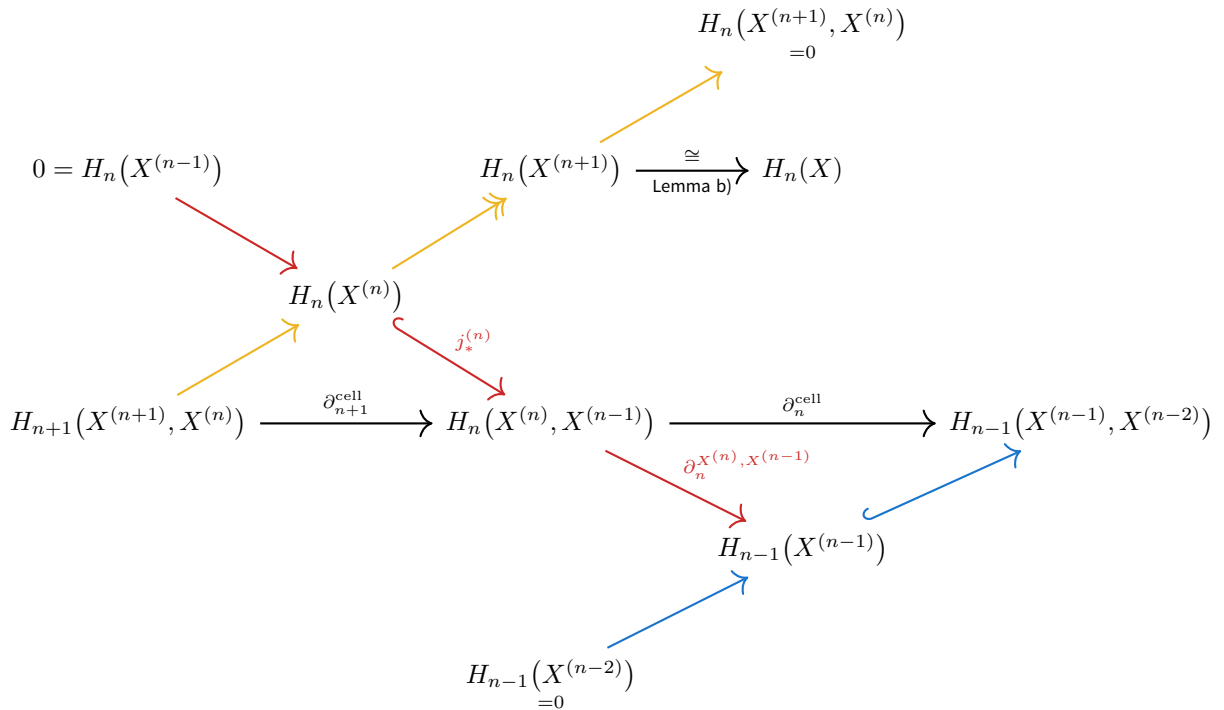 H_n(X^{(n+1)}, X^{(n)})
=0
0 = H_n(X^{(n-1)})
H_n(X^{(n+1)}) ≅ H_n(X)
Lemma b)
H_n(X^{(n)})
j_*^{(n)}
H_{n+1}(X^{(n+1)}, X^{(n)}) ∂_{n+1}^{cell} H_n(X^{(n)}, X^{(n-1)}) ∂_n^{cell} H_{n-1}(X^{(n-1)}, X^{(n-2)})
∂_n^{X^{(n)}, X^{(n-1)}}
H_{n-1}(X^{(n-1)})
H_{n-1}(X^{(n-2)})
=0